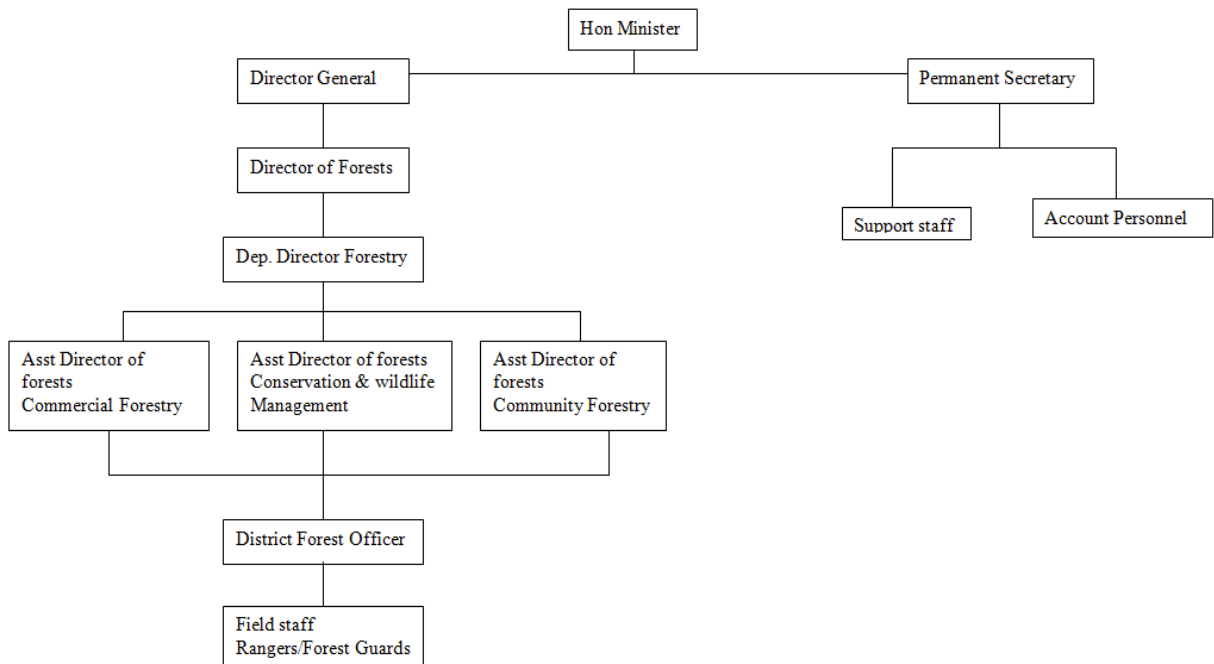 Hon Minister
Director General
Permanent Secretary
Director of Forests
Support staff
Account Personnel
Dep. Director Forestry
Asst Director of
forests
Commercial Forestry
Asst Director of forests
Conservation & wildlife
Management
Asst Director of
forests
Community Forestry
District Forest Officer
Field staff
Rangers/Forest Guards